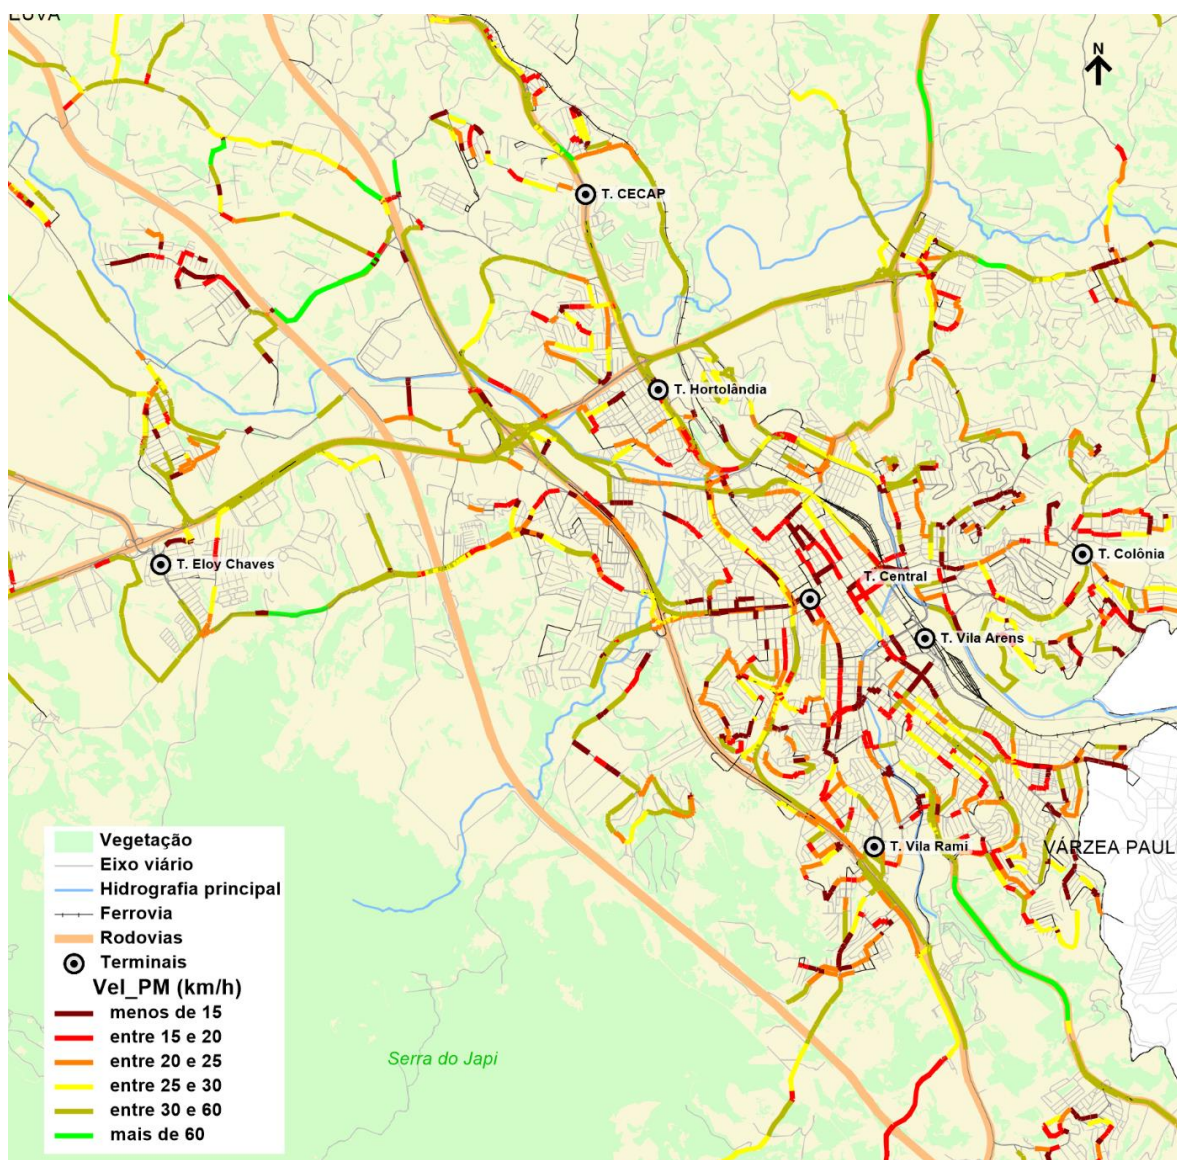 N
T. CECAP
T. Hortolândia
T. Eloy Chaves
T. Colônia
T. Central
T. Vila Arens
T. Vila Rami
VÁRZEA PAUL
Serra do Japi
Vegetação
Eixo viário
Hidrografia principal
Ferrovia
Rodovias
Terminais
Vel_PM (km/h)
menos de 15
entre 15 e 20
entre 20 e 25
entre 25 e 30
entre 30 e 60
mais de 60